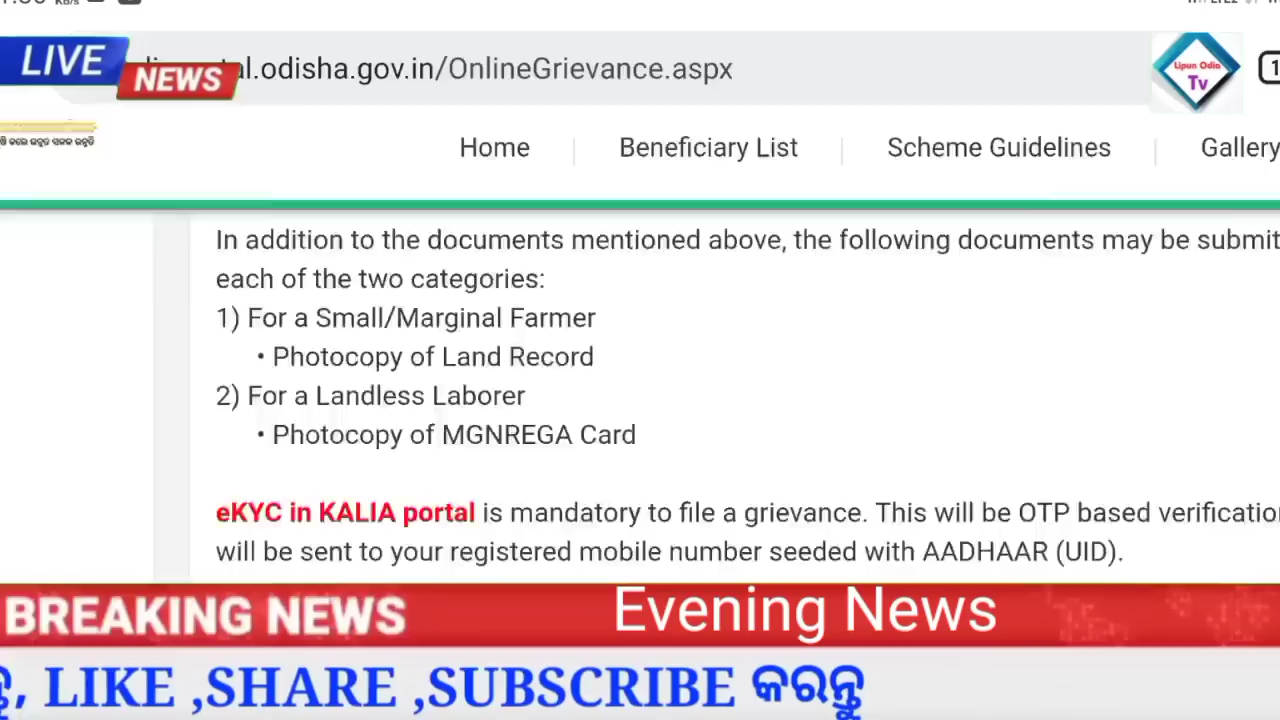 LIVE
NEWS
al.odisha.gov.in/OnlineGrievance.aspx
Lipun Odia
Tv
1
Home
Beneficiary List
Scheme Guidelines
Gallery
In addition to the documents mentioned above, the following documents may be submit
each of the two categories:
1) For a Small/Marginal Farmer
• Photocopy of Land Record
2) For a Landless Laborer
• Photocopy of MGNREGA Card
eKYC in KALIA portal is mandatory to file a grievance. This will be OTP based verificatio
will be sent to your registered mobile number seeded with AADHAAR (UID).
BREAKING NEWS
Evening News
, LIKE ,SHARE ,SUBSCRIBE କରନ୍ତୁ